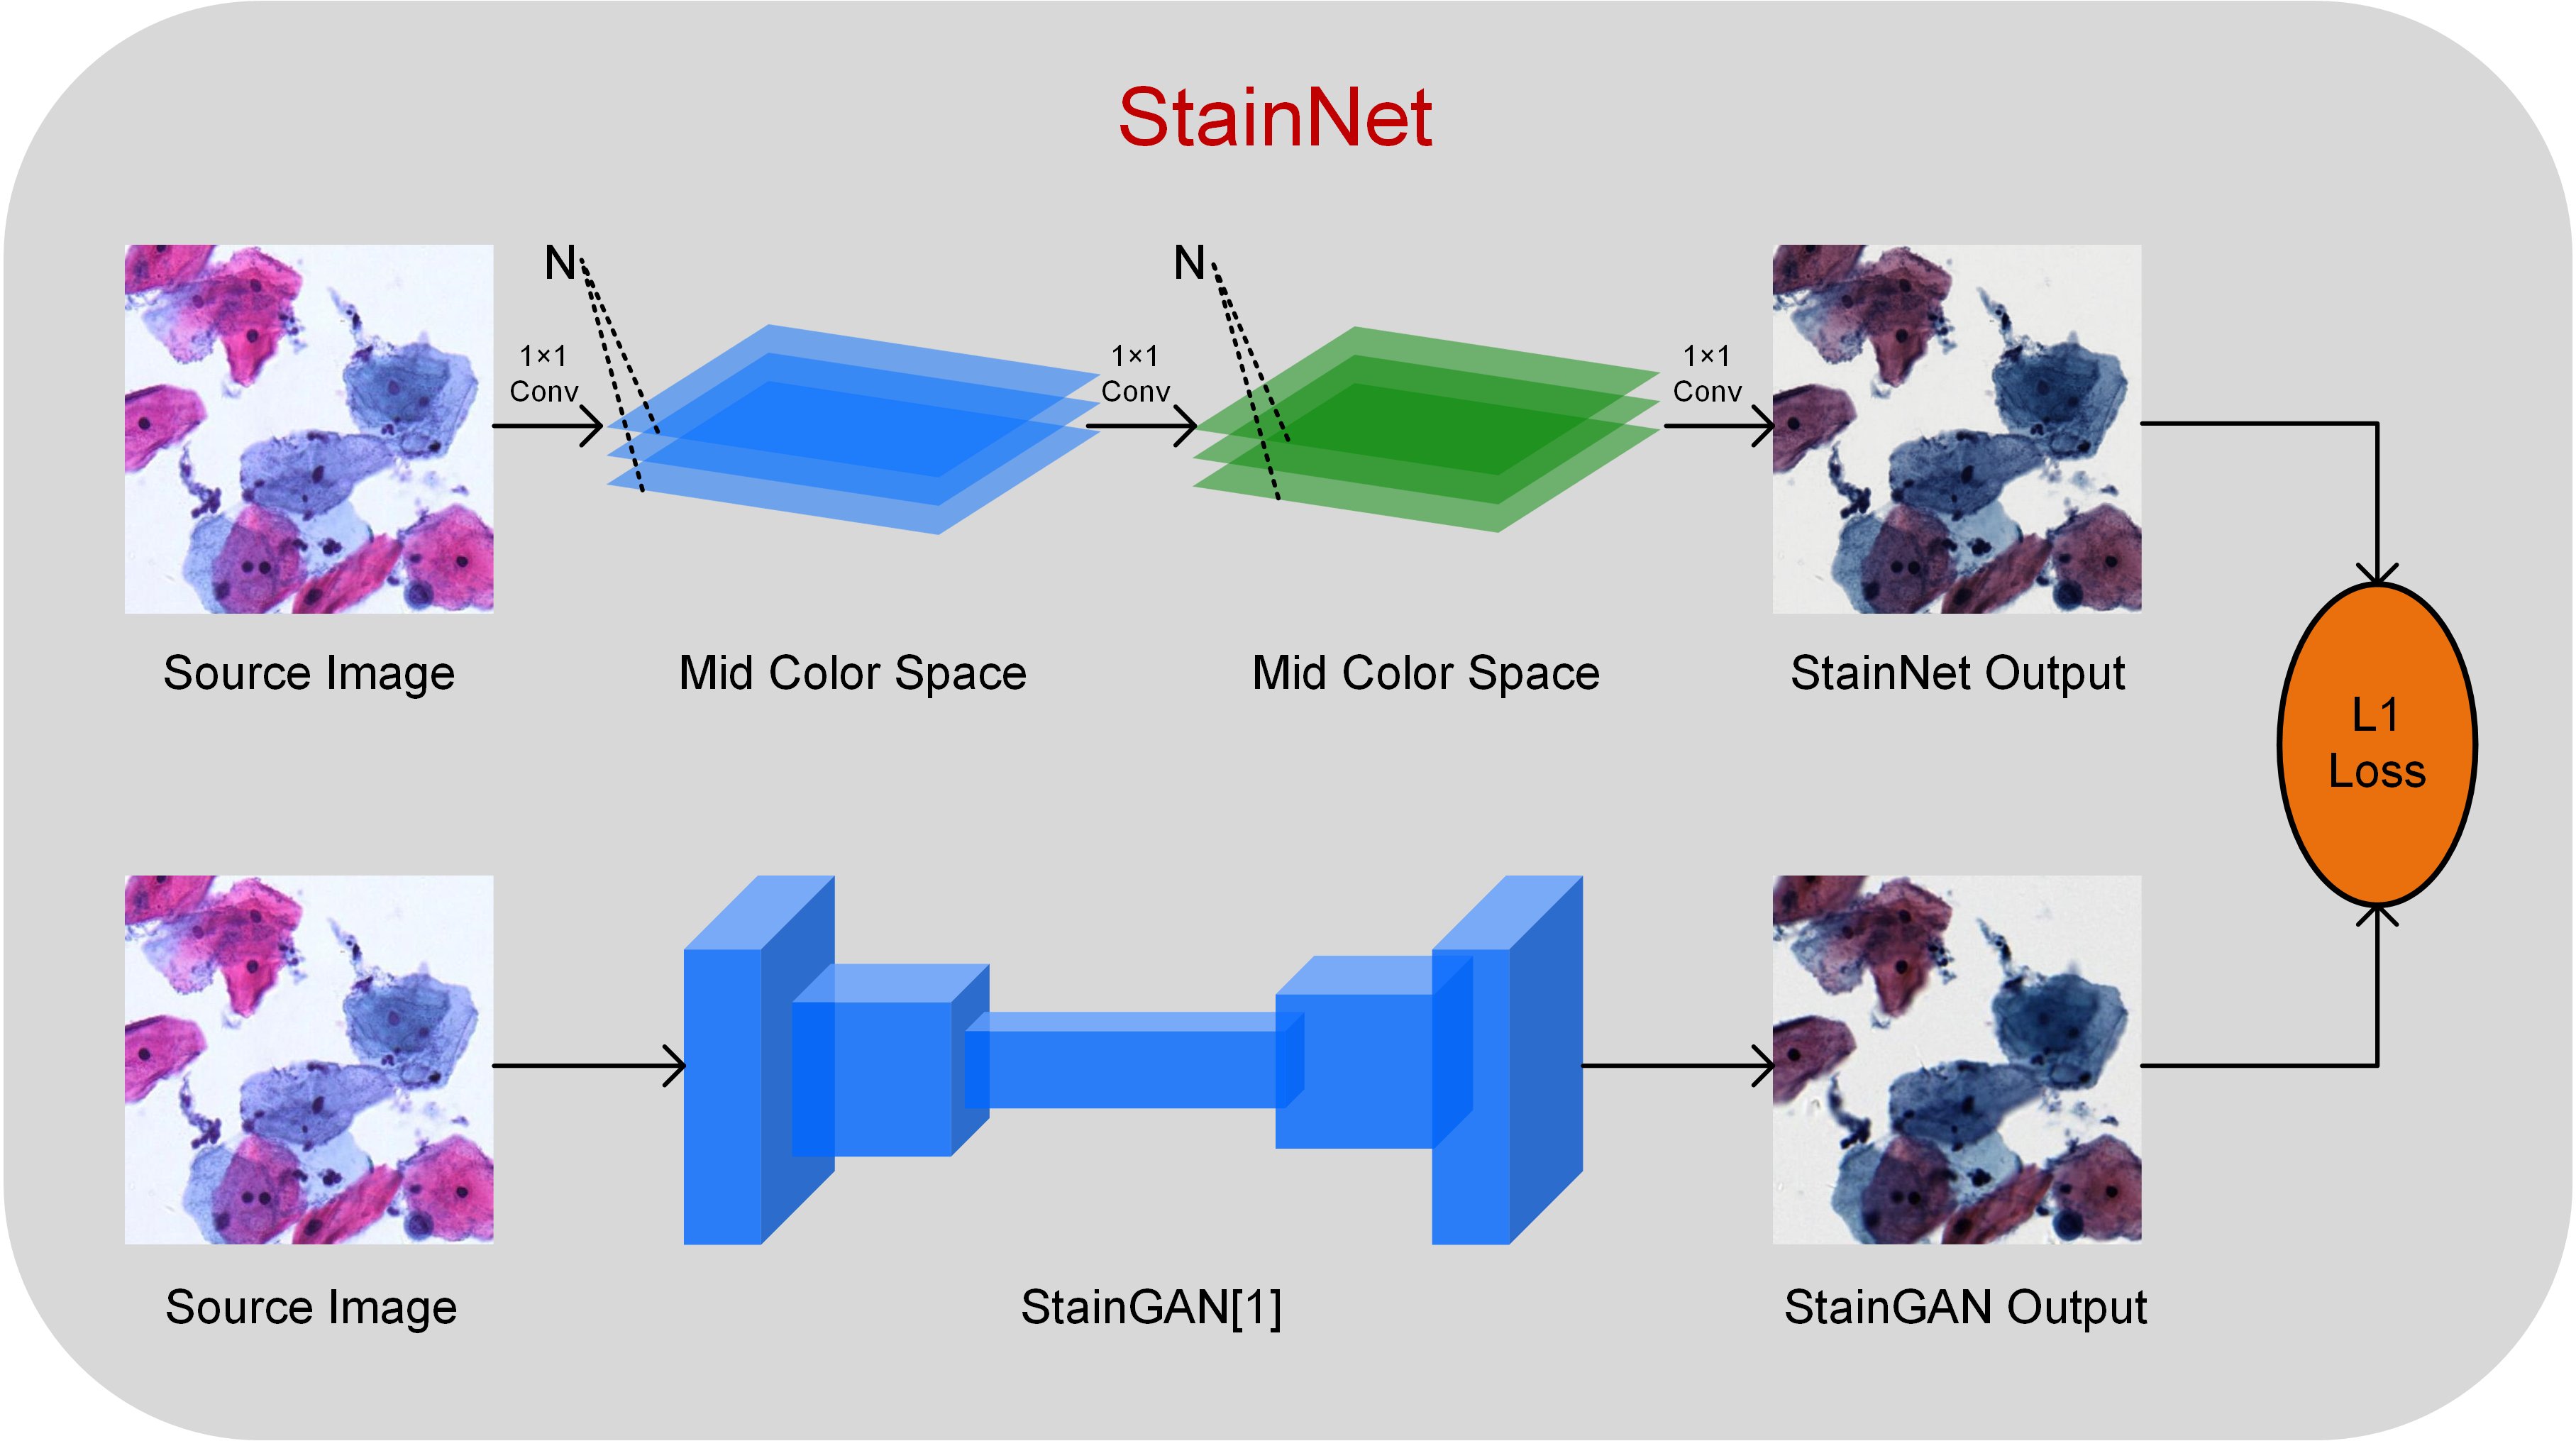 StainNet
N
N
1×1
Conv
1×1
Conv
1×1
Conv
Source Image
Mid Color Space
Mid Color Space
StainNet Output
L1
Loss
Source Image
StainGAN[1]
StainGAN Output